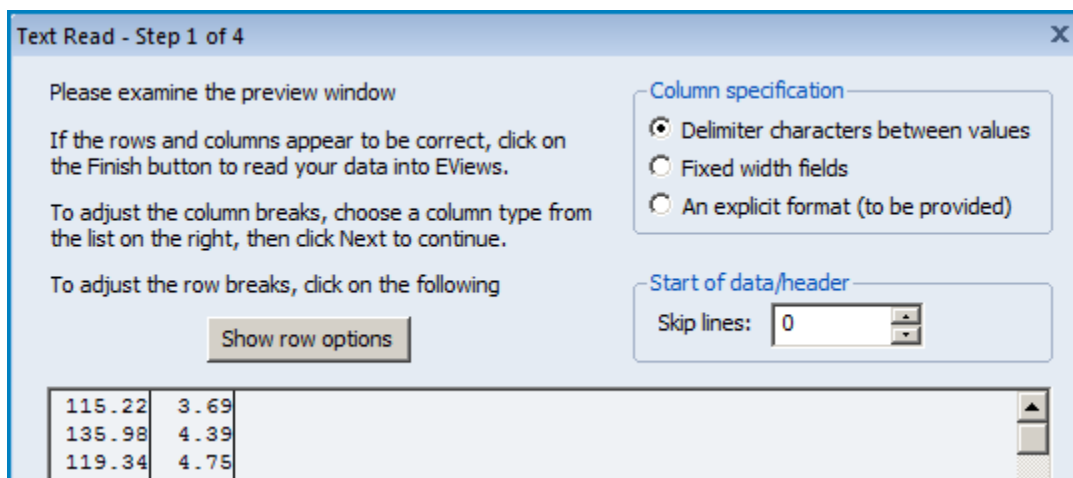 Text Read - Step 1 of 4
Please examine the preview window
If the rows and columns appear to be correct, click on
the Finish button to read your data into EViews.
To adjust the column breaks, choose a column type from
the list on the right, then click Next to continue.
To adjust the row breaks, click on the following
Show row options
Column specification
Delimiter characters between values
Fixed width fields
An explicit format (to be provided)
Start of data/header
Skip lines: 0
115.22 3.69
135.98 4.39
119.34 4.75